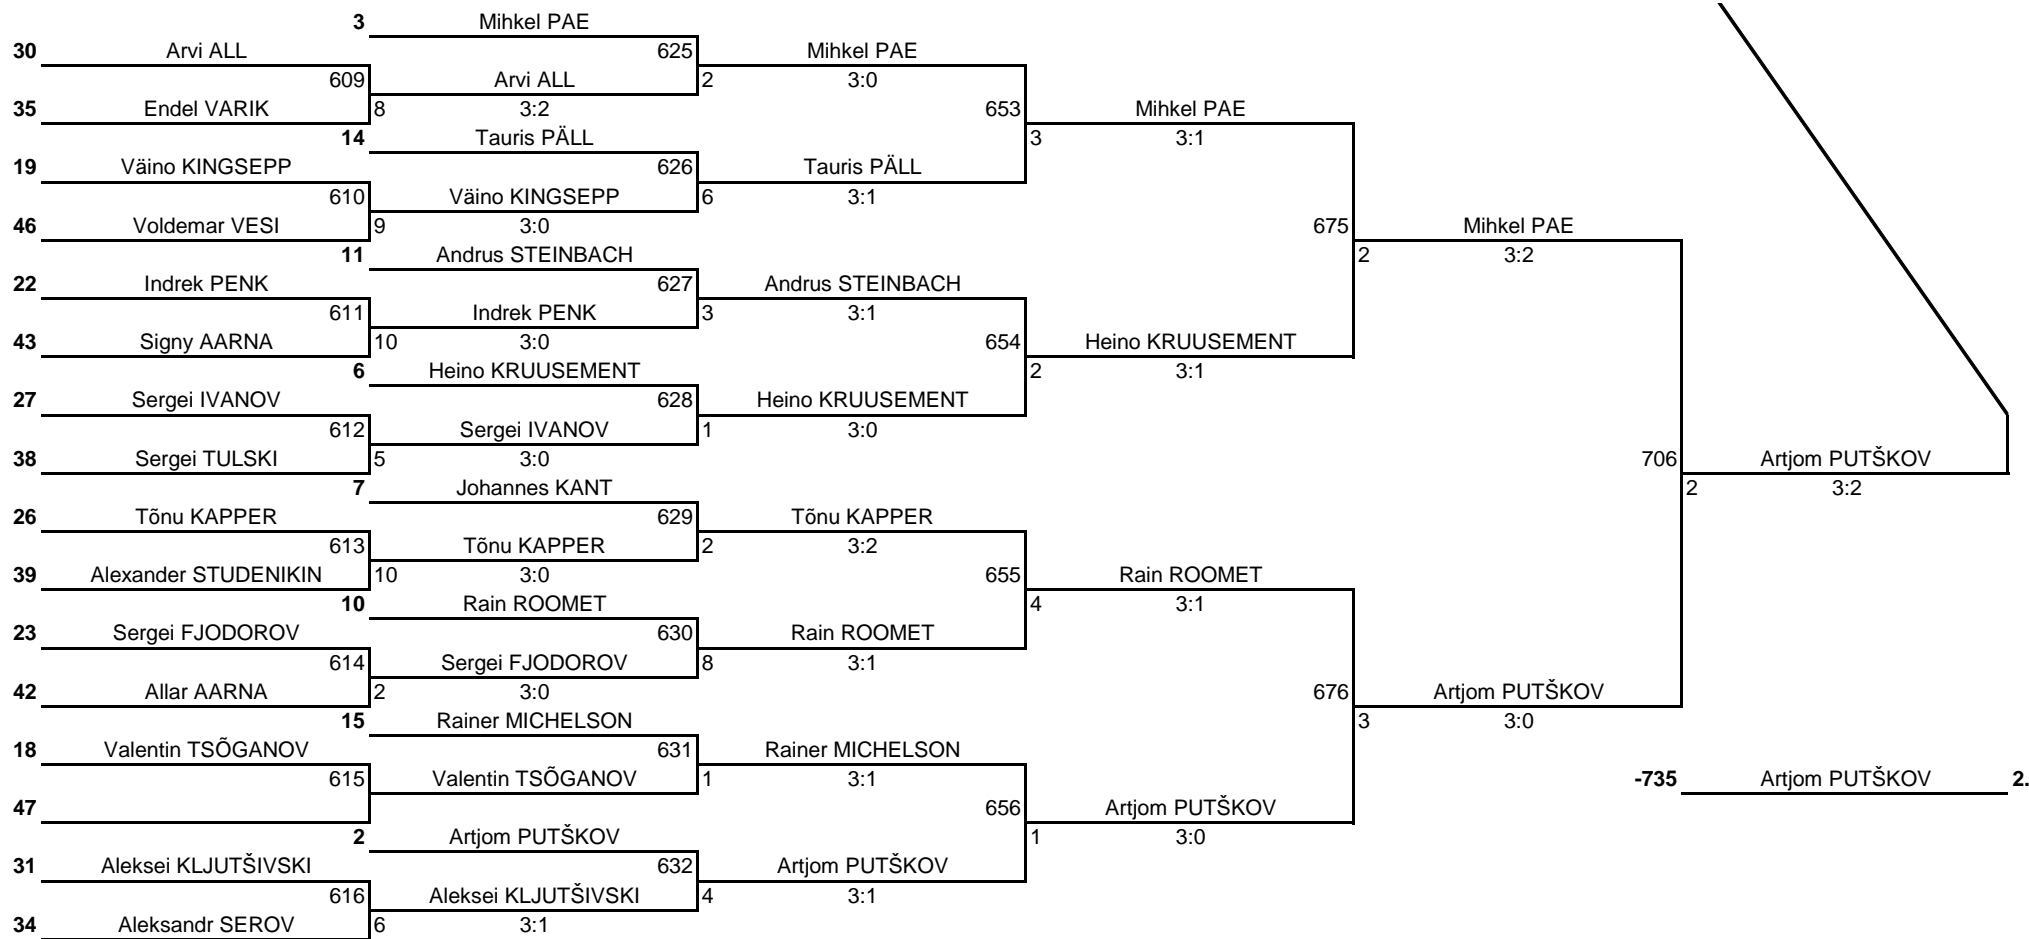 3 Mihkel PAE
30 Arvi ALL 625 Mihkel PAE
609 Arvi ALL 2 3:0
35 Endel VARIK 8 3:2 653 Mihkel PAE
14 Tauris PÄLL 3 3:1
19 Väino KINGSEPP 626 Tauris PÄLL
610 Väino KINGSEPP 6 3:1
46 Voldemar VESI 9 3:0 675 Mihkel PAE
11 Andrus STEINBACH 2 3:2
22 Indrek PENK 627 Andrus STEINBACH
611 Indrek PENK 3 3:1
43 Signy AARNA 10 3:0 654 Heino KRUUSEMENT
6 Heino KRUUSEMENT 2 3:1
27 Sergei IVANOV 628 Heino KRUUSEMENT
612 Sergei IVANOV 1 3:0
38 Sergei TULSKI 5 3:0 706 Artjom PUTŠKOV
7 Johannes KANT 2 3:2
26 Tõnu KAPPER 629 Tõnu KAPPER
613 Tõnu KAPPER 2 3:2
39 Alexander STUDENIKIN 10 3:0 655 Rain ROOMET
10 Rain ROOMET 4 3:1
23 Sergei FJODOROV 630 Rain ROOMET
614 Sergei FJODOROV 8 3:1
42 Allar AARNA 2 3:0 676 Artjom PUTŠKOV
15 Rainer MICHELSON 3 3:0
18 Valentin TSÕGANOV 631 Rainer MICHELSON
615 Valentin TSÕGANOV 1 3:1 -735 Artjom PUTŠKOV 2.
47 656 Artjom PUTŠKOV
2 Artjom PUTŠKOV 1 3:0
31 Aleksei KLJUTŠIVSKI 632 Artjom PUTŠKOV
616 Aleksei KLJUTŠIVSKI 4 3:1
34 Aleksandr SEROV 6 3:1